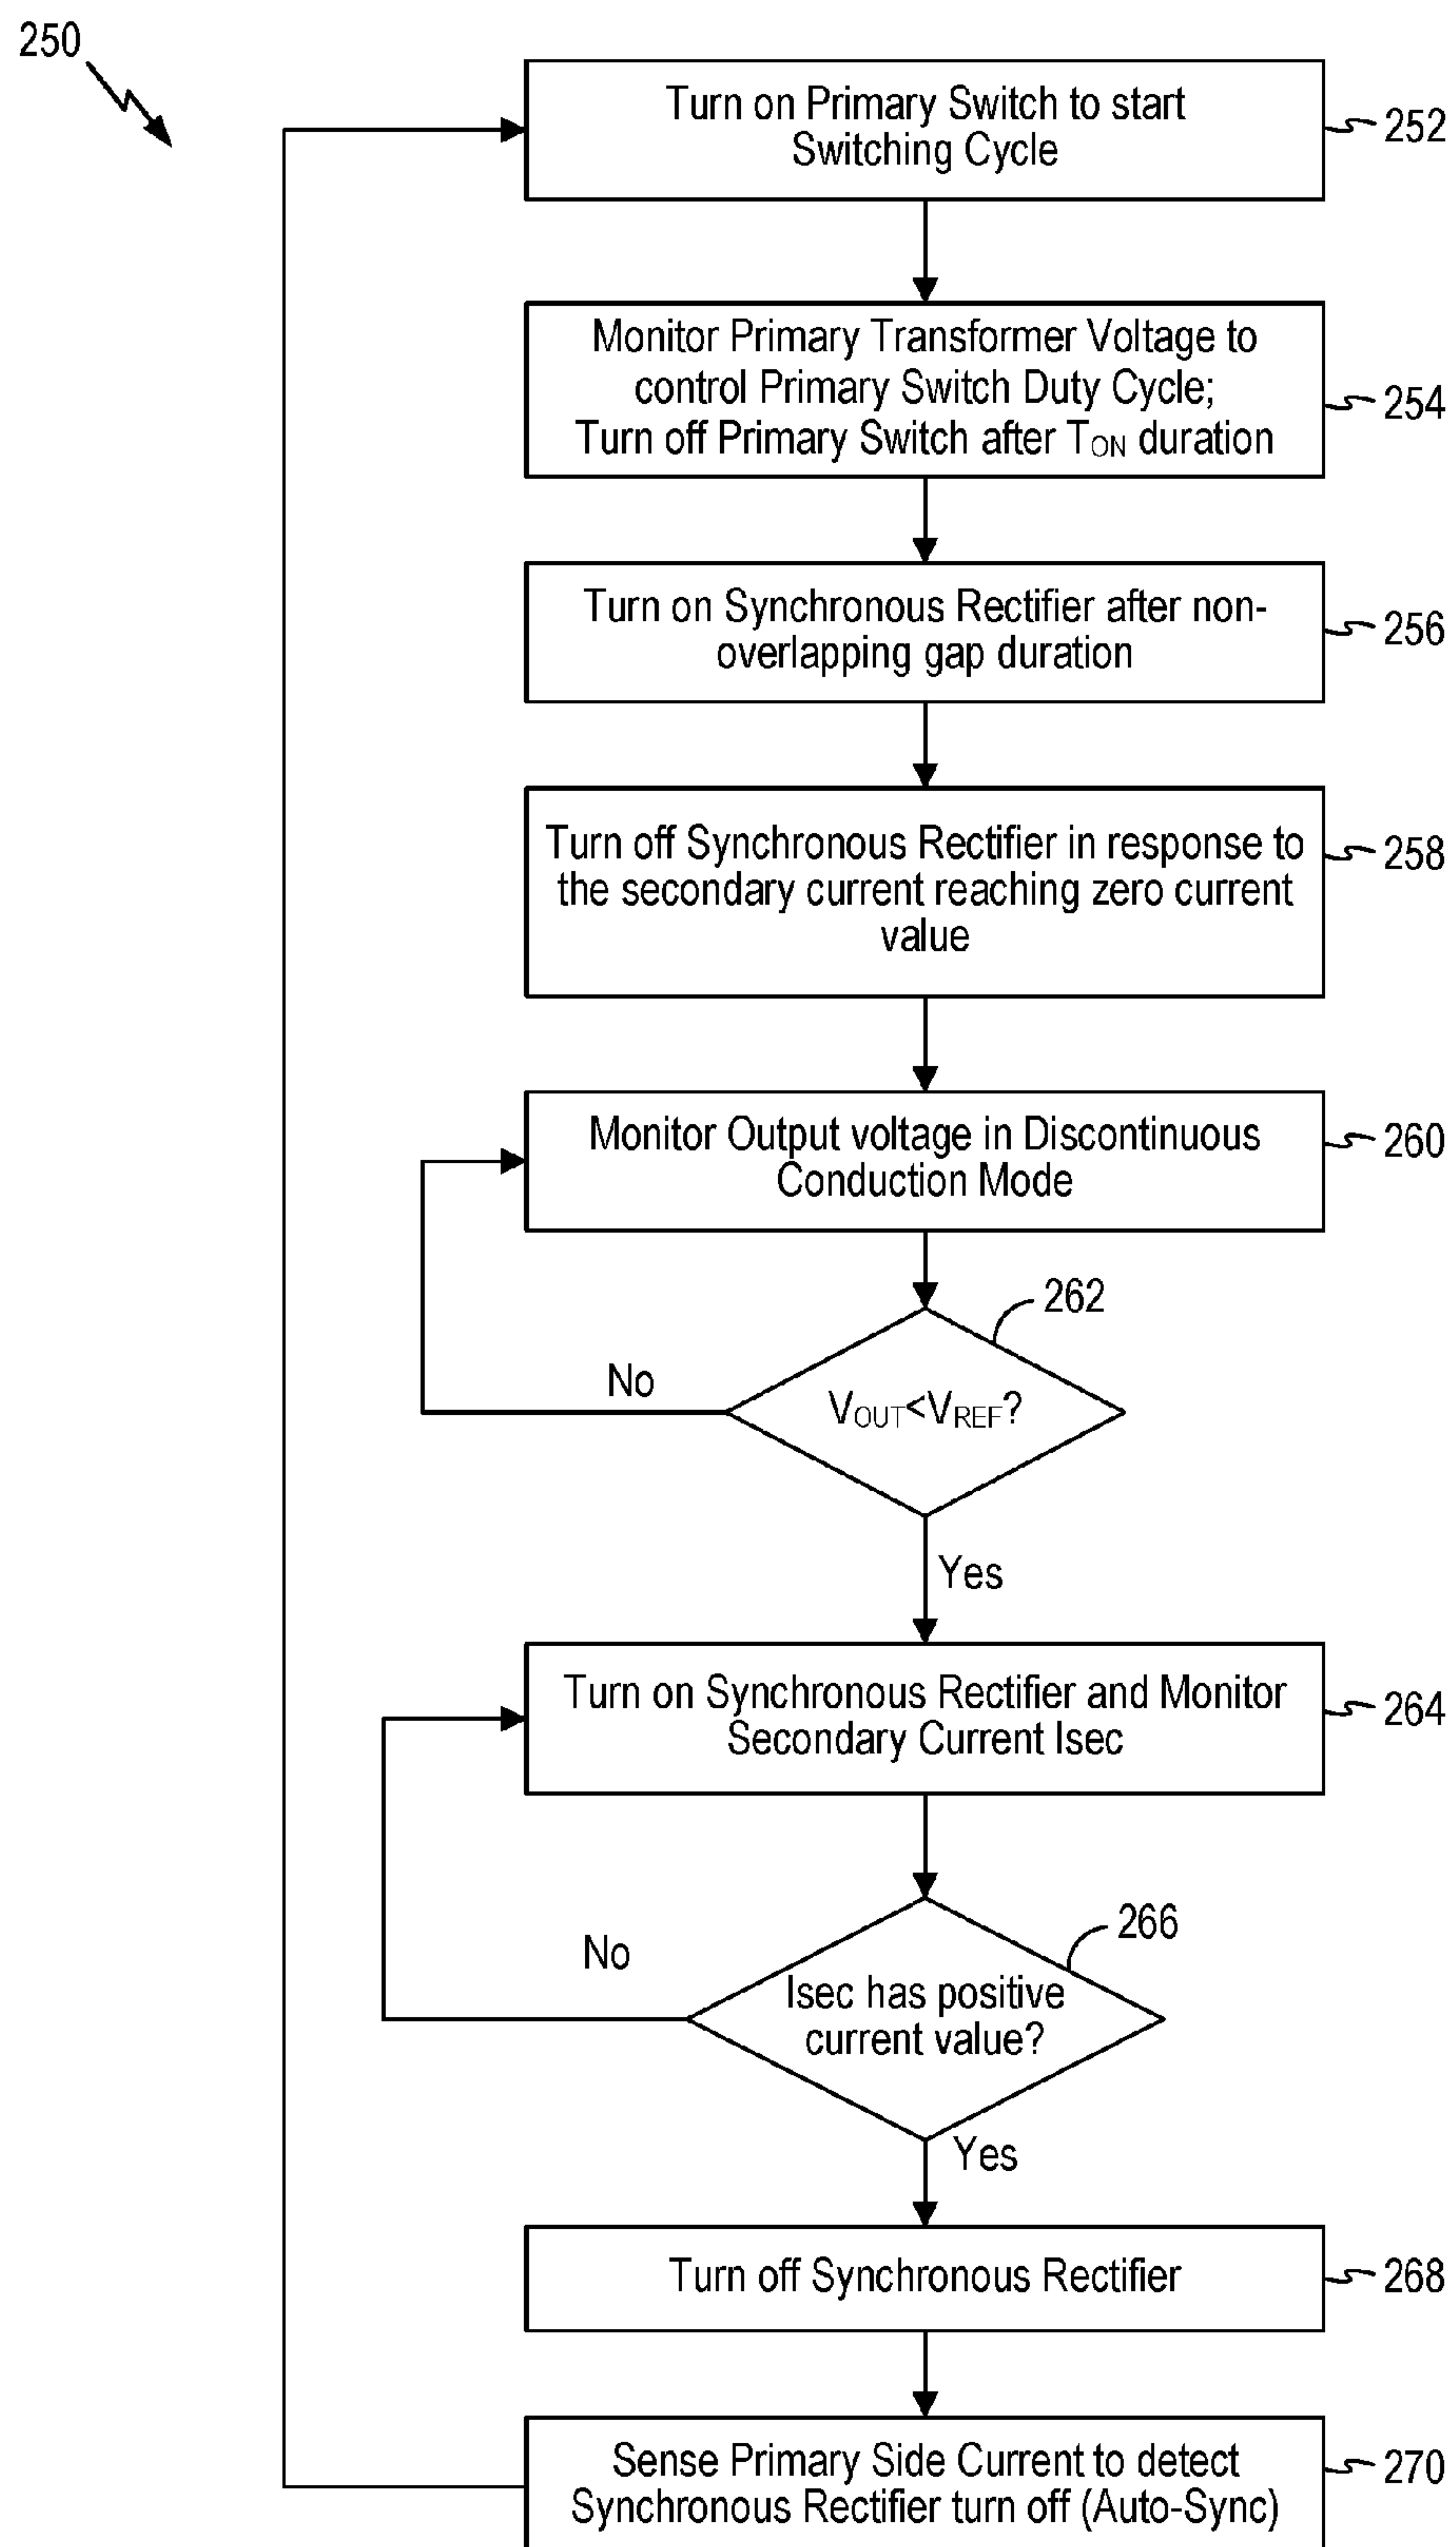 250
Turn on Primary Switch to start
Switching Cycle
252
Monitor Primary Transformer Voltage to
control Primary Switch Duty Cycle;
Turn off Primary Switch after TON duration
254
Turn on Synchronous Rectifier after non-
overlapping gap duration
256
Turn off Synchronous Rectifier in response to
the secondary current reaching zero current
value
258
Monitor Output voltage in Discontinuous
Conduction Mode
260
262
No
VOUT<VREF?
Yes
Turn on Synchronous Rectifier and Monitor
Secondary Current Isec
264
266
No
Isec has positive
current value?
Yes
Turn off Synchronous Rectifier
268
Sense Primary Side Current to detect
Synchronous Rectifier turn off (Auto-Sync)
270